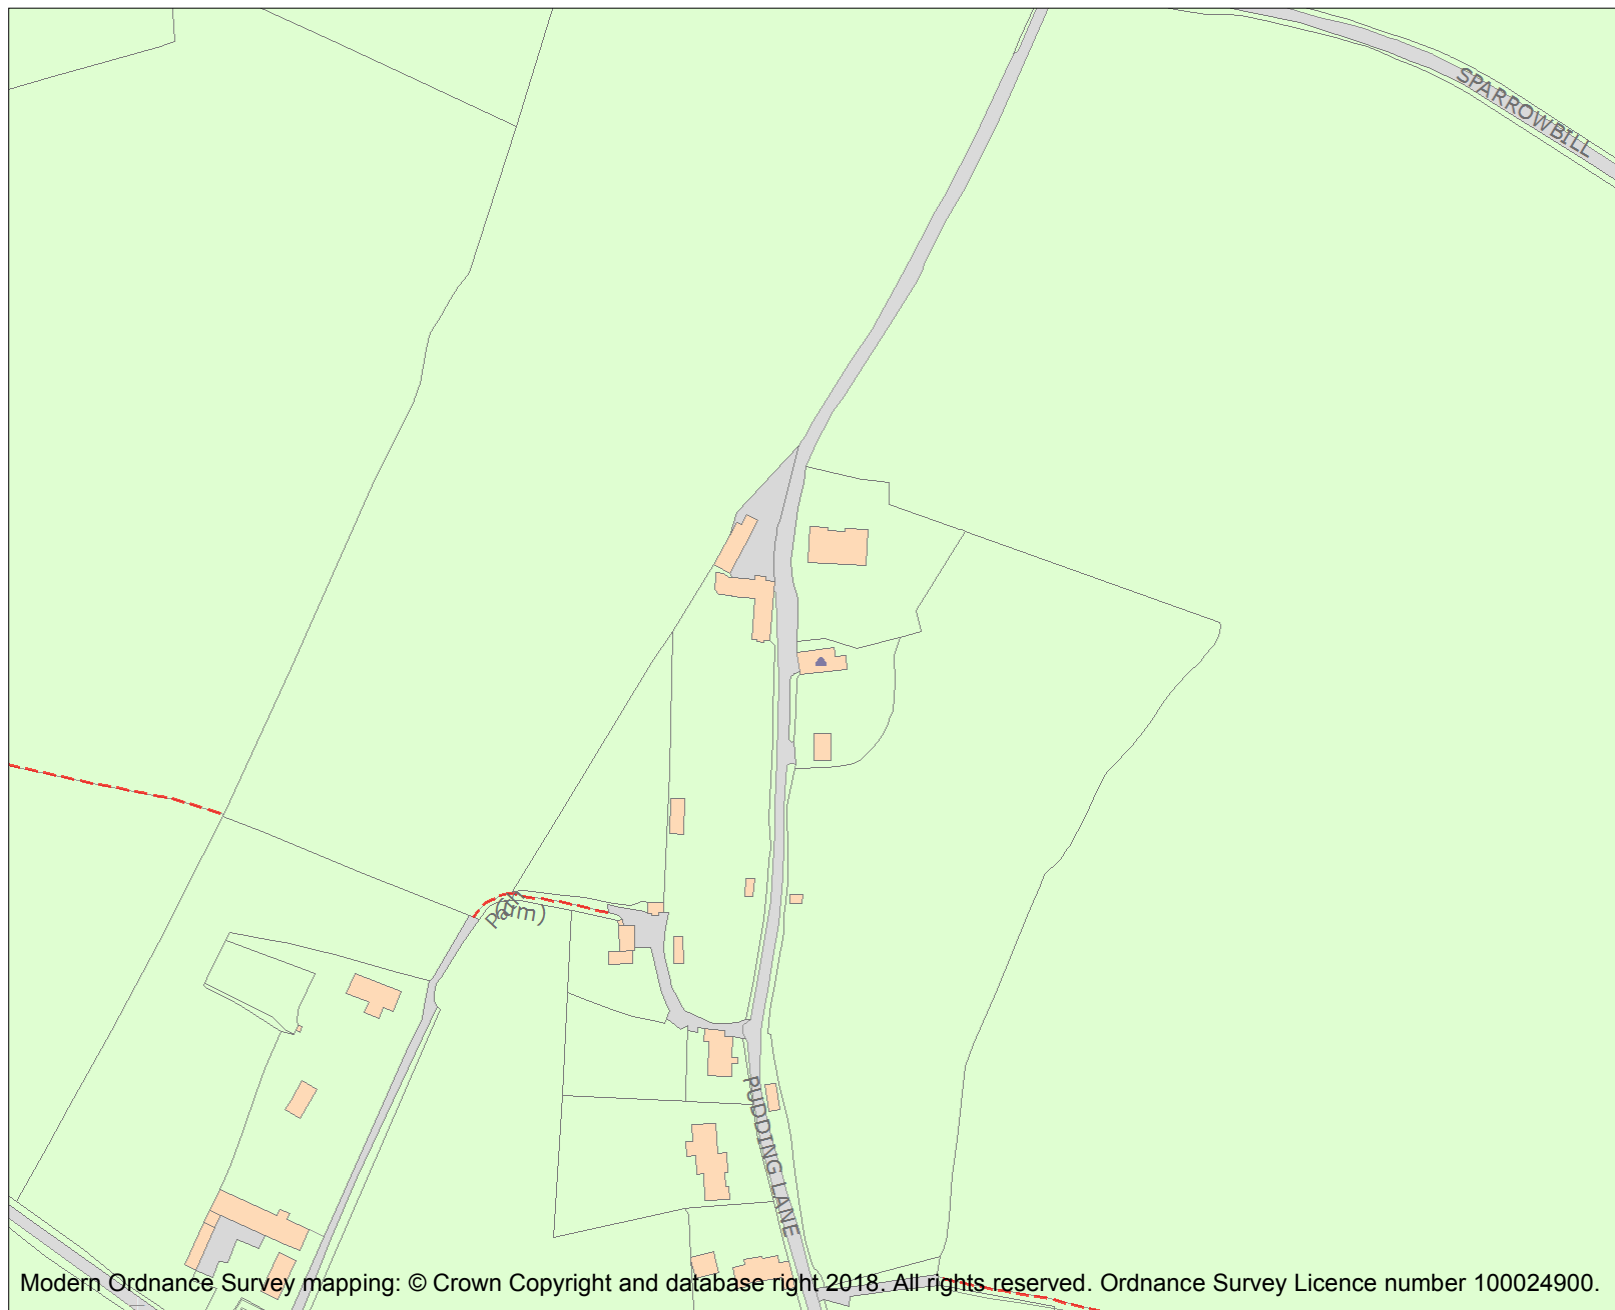 SPARROWBILL
Path
(um)
PUDDING LANE
Modern Ordnance Survey mapping: © Crown Copyright and database right 2018. All rights reserved. Ordnance Survey Licence number 100024900.